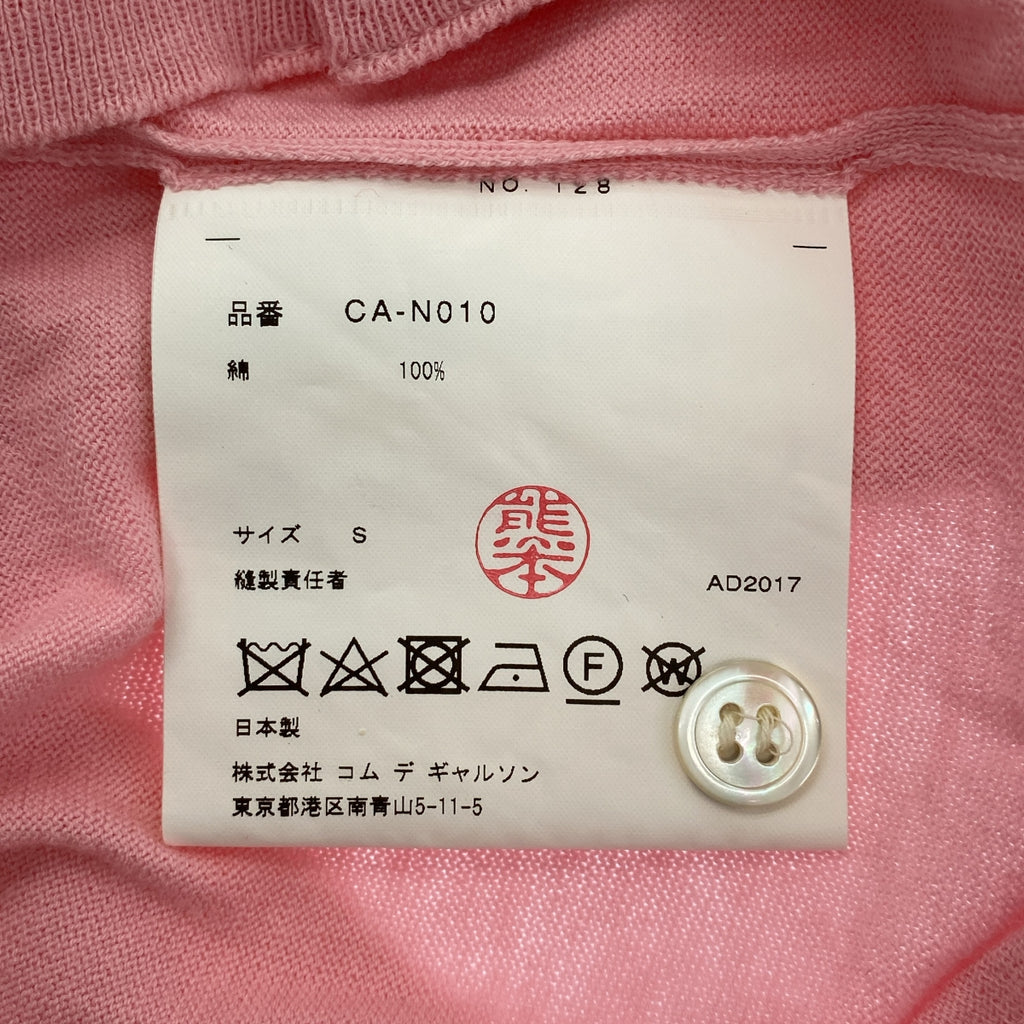 NO. 128
品番 CA-N010
綿 100%
サイズ S
熊本
縫製責任者 AD2017
F W
日本製
株式会社 コム デ ギャルソン
東京都港区南青山5-11-5